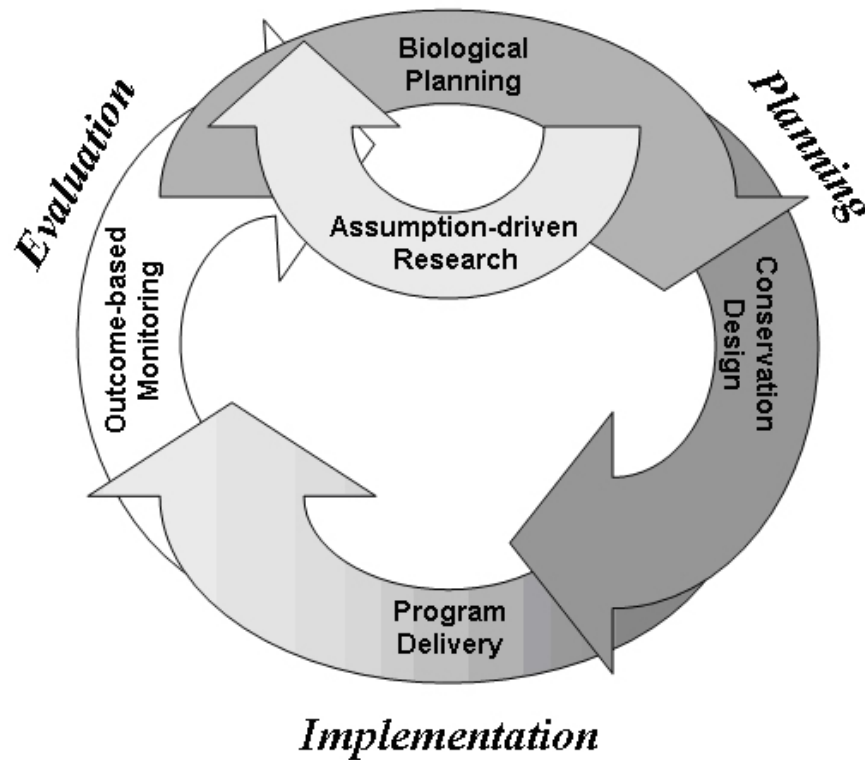 Biological
Planning
Evaluation
Planning
Assumption-driven
Research
Outcome-based
Monitoring
Conservation
Design
Program
Delivery
Implementation